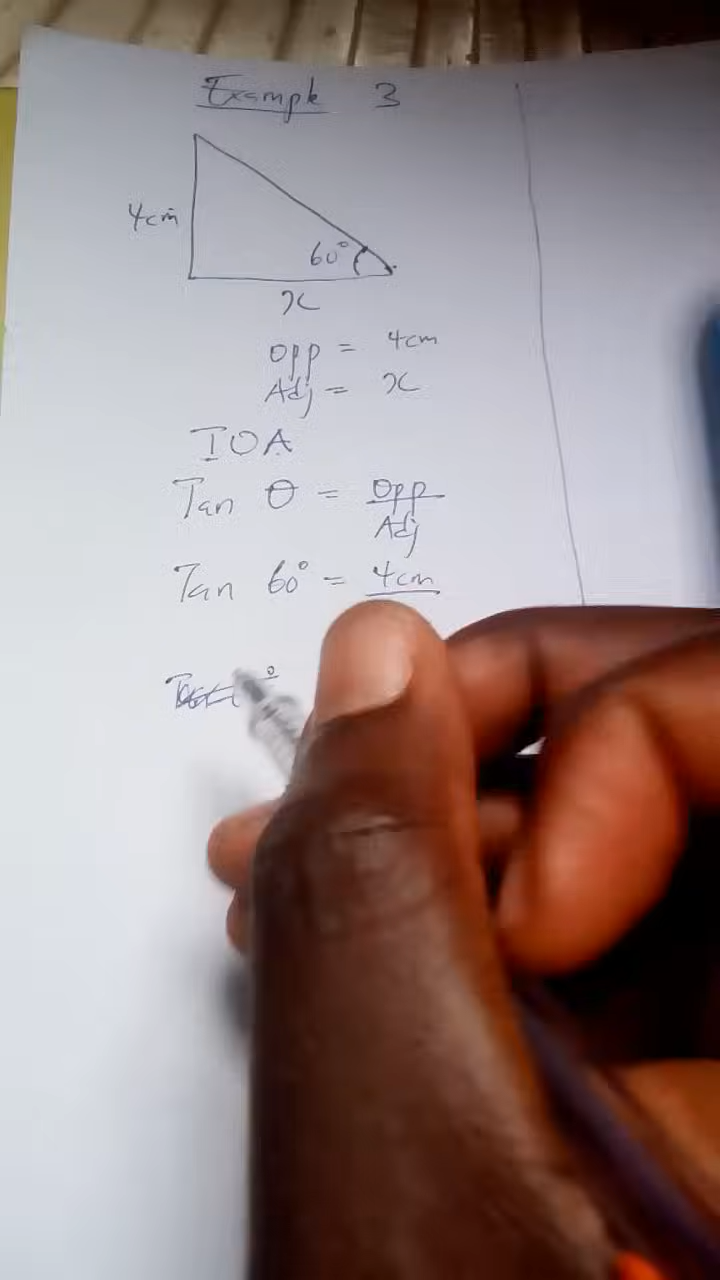 Example 3
4cm
60°
x
Opp = 4cm
Adj = x
TOA
Tan θ = Opp
Adj
Tan 60° = 4cm